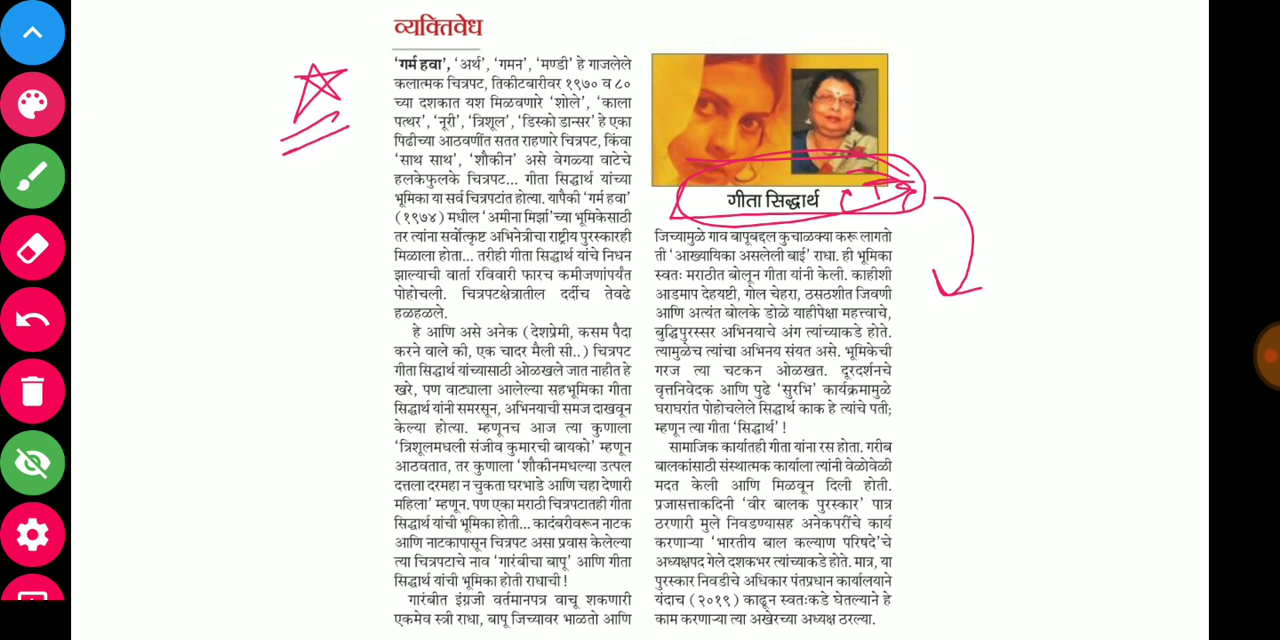 व्यक्तिवेध
‘गर्म हवा’, ‘अर्थ’, ‘गमन’, ‘मण्डी’ हे गाजलेले
कलात्मक चित्रपट, तिकीटबारीवर १९७० व ८०
च्या दशकात यश मिळवणारे ‘शोले’, ‘काला
पत्थर’, ‘नूरी’, ‘त्रिशूल’, ‘डिस्को डान्सर’ हे एका
पिढीच्या आठवणींत सतत राहणारे चित्रपट, किंवा
‘साथ साथ’, ‘शौकीन’ असे वेगळ्या वाटेचे
हलकेफुलके चित्रपट... गीता सिद्धार्थ यांच्या
भूमिका या सर्व चित्रपटांत होत्या. यापैकी ‘गर्म हवा’
(१९७४) मधील ‘अमीना मिर्झा’च्या भूमिकेसाठी
तर त्यांना सर्वोत्कृष्ट अभिनेत्रीचा राष्ट्रीय पुरस्कारही
मिळाला होता... तरीही गीता सिद्धार्थ यांचे निधन
झाल्याची वार्ता रविवारी फारच कमीजणांपर्यंत
पोहोचली. चित्रपटक्षेत्रातील दर्दीच तेवढे
हळहळले.
हे आणि असे अनेक (देशप्रेमी, कसम पैदा
करने वाले की, एक चादर मैली सी..) चित्रपट
गीता सिद्धार्थ यांच्यासाठी ओळखले जात नाहीत हे
खरे, पण वाट्याला आलेल्या सहभूमिका गीता
सिद्धार्थ यांनी समरसून, अभिनयाची समज दाखवून
केल्या होत्या. म्हणूनच आज त्या कुणाला
‘त्रिशूलमधली संजीव कुमारची बायको’ म्हणून
आठवतात, तर कुणाला ‘शौकीनमधल्या उत्पल
दत्तला दरमहा न चुकता घरभाडे आणि चहा देणारी
महिला’ म्हणून. पण एका मराठी चित्रपटातही गीता
सिद्धार्थ यांची भूमिका होती... कादंबरीवरून नाटक
आणि नाटकापासून चित्रपट असा प्रवास केलेल्या
त्या चित्रपटाचे नाव ‘गारंबीचा बापू’ आणि गीता
सिद्धार्थ यांची भूमिका होती राधाची!
गारंबीत इंग्रजी वर्तमानपत्र वाचू शकणारी
एकमेव स्त्री राधा, बापू जिच्यावर भाळतो आणि
गीता सिद्धार्थ
जिच्यामुळे गाव बापूबद्दल कुचाळक्या करू लागतो
ती ‘आख्यायिका असलेली बाई’ राधा. ही भूमिका
स्वतः मराठीत बोलून गीता यांनी केली. काहीशी
आडमाप देहयष्टी, गोल चेहरा, ठसठशीत जिवणी
आणि अत्यंत बोलके डोळे याहीपेक्षा महत्त्वाचे,
बुद्धिपुरस्सर अभिनयाचे अंग त्यांच्याकडे होते.
त्यामुळेच त्यांचा अभिनय संयत असे. भूमिकेची
गरज त्या चटकन ओळखत. दूरदर्शनचे
वृत्तनिवेदक आणि पुढे ‘सुरभि’ कार्यक्रमामुळे
घराघरांत पोहोचलेले सिद्धार्थ काक हे त्यांचे पती;
म्हणून त्या गीता ‘सिद्धार्थ’!
सामाजिक कार्यातही गीता यांना रस होता. गरीब
बालकांसाठी संस्थात्मक कार्याला त्यांनी वेळोवेळी
मदत केली आणि मिळवून दिली होती.
प्रजासत्ताकदिनी ‘वीर बालक पुरस्कार’ पात्र
ठरणारी मुले निवडण्यासह अनेकपरींचे कार्य
करणाऱ्या ‘भारतीय बाल कल्याण परिषदे’चे
अध्यक्षपद गेले दशकभर त्यांच्याकडे होते. मात्र, या
पुरस्कार निवडीचे अधिकार पंतप्रधान कार्यालयाने
यंदाच (२०१९) काढून स्वतःकडे घेतल्याने हे
काम करणाऱ्या त्या अखेरच्या अध्यक्ष ठरल्या.